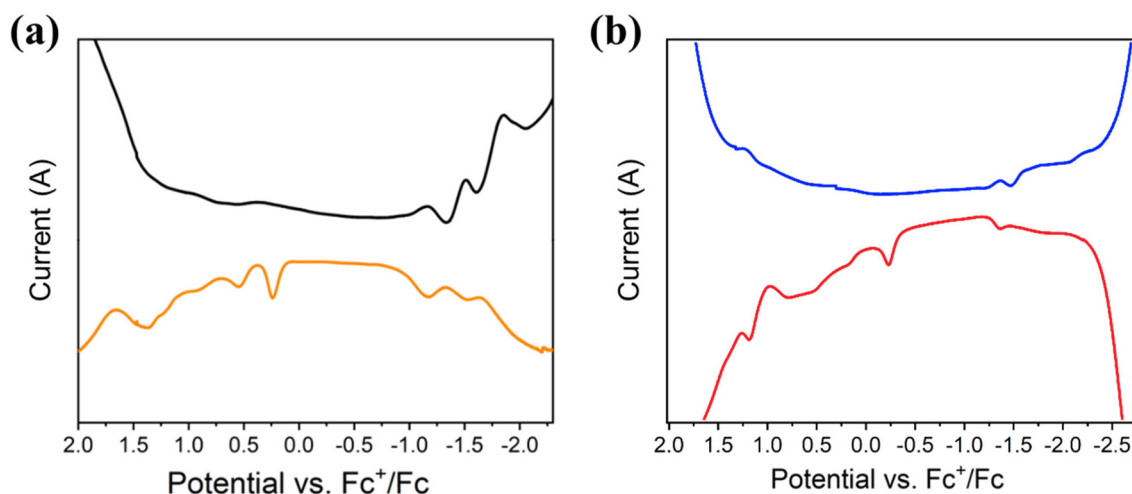 (a)
Current (A)
2.0 1.5 1.0 0.5 0.0 -0.5 -1.0 -1.5 -2.0
Potential vs. Fc⁺/Fc
(b)
Current (A)
2.0 1.5 1.0 0.5 0.0 -0.5 -1.0 -1.5 -2.0 -2.5
Potential vs. Fc⁺/Fc